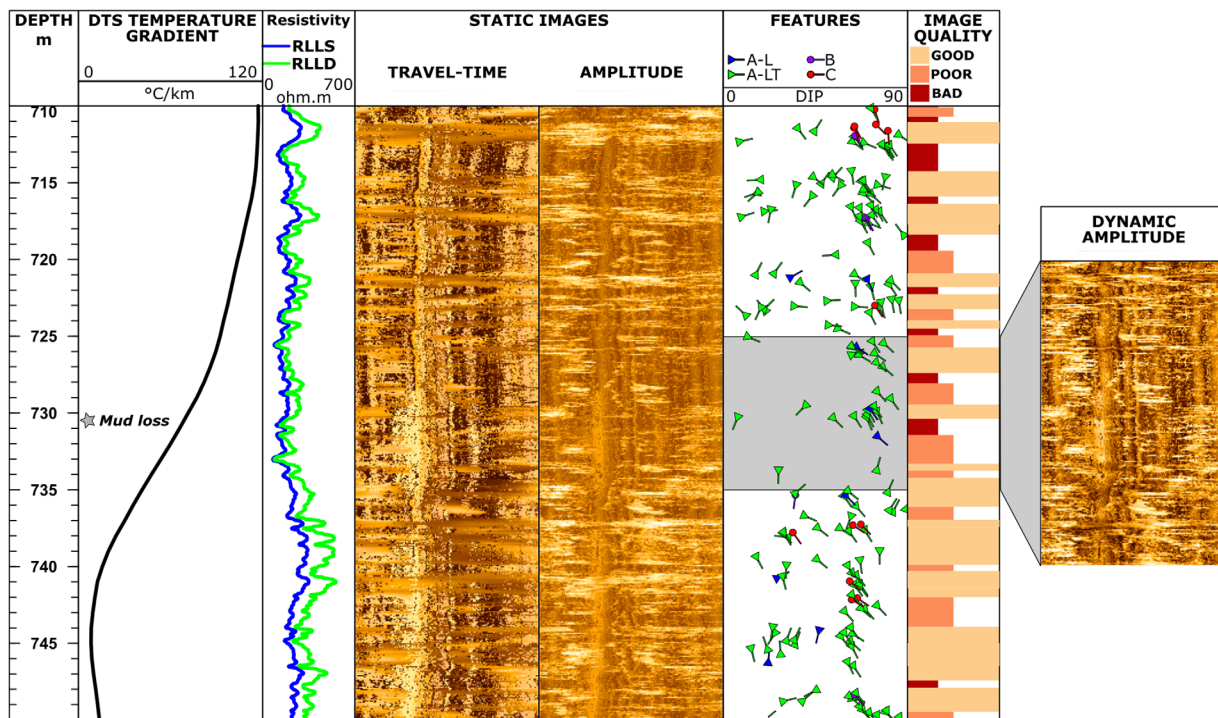 DEPTH
m
DTS TEMPERATURE
GRADIENT
0 120
°C/km
Resistivity
RLLS
RLLD
0 700
ohm.m
STATIC IMAGES
TRAVEL-TIME AMPLITUDE
FEATURES
A-L B
A-LT C
0 DIP 90
IMAGE
QUALITY
GOOD
POOR
BAD
710
715
720
725
730
Mud loss
735
740
745
DYNAMIC
AMPLITUDE